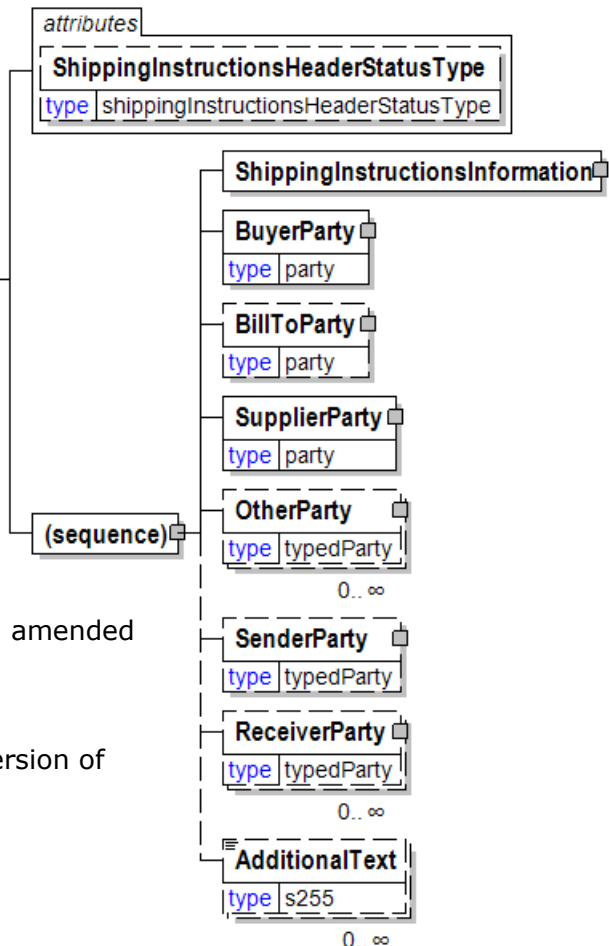 attributes
ShippingInstructionsHeaderStatusType
type shippingInstructionsHeaderStatusType
ShippingInstructionsInformation
BuyerParty
type party
BillToParty
type party
SupplierParty
type party
(sequence)
OtherParty
type typedParty
0.. ∞
amended
SenderParty
type typedParty
ReceiverParty
type typedParty
of
0.. ∞
AdditionalText
type s255
0.. ∞